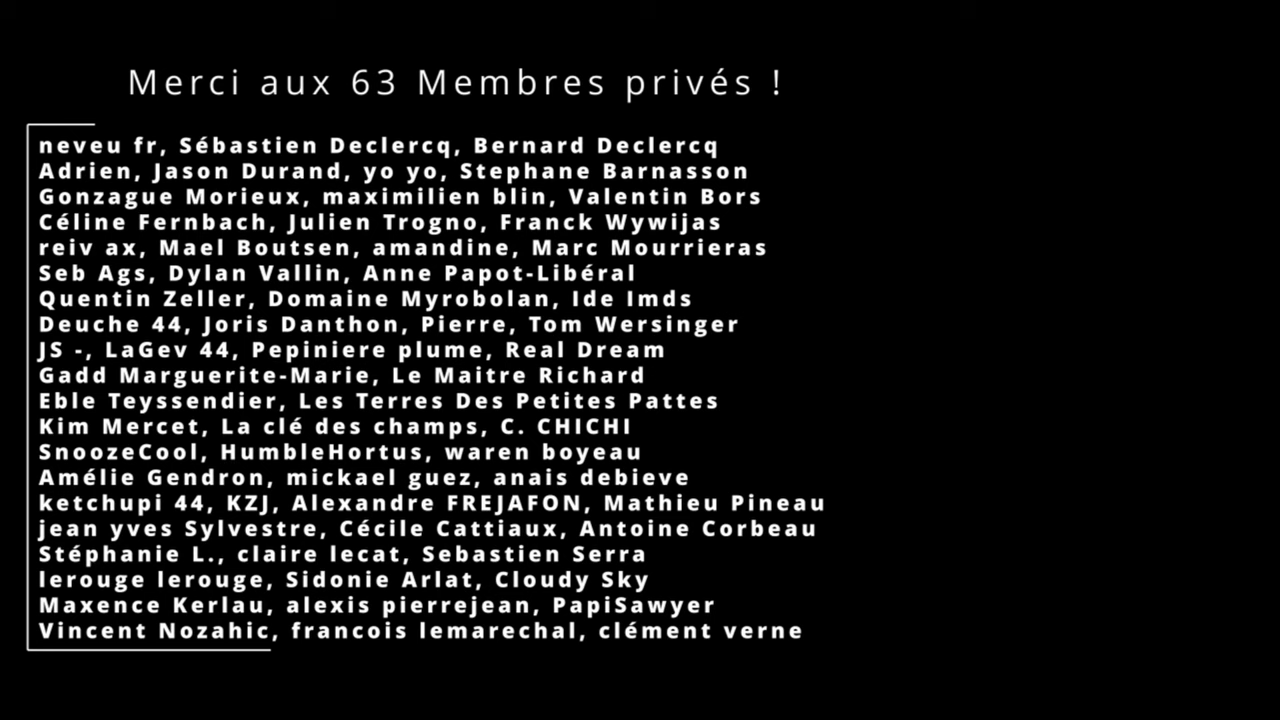 Merci aux 63 Membres privés !
neveu fr, Sébastien Declercq, Bernard Declercq
Adrien, Jason Durand, yo yo, Stephane Barnasson
Gonzague Morieux, maximilien blin, Valentin Bors
Céline Fernbach, Julien Trogno, Franck Wywijas
reiv ax, Mael Boutsen, amandine, Marc Mourrieras
Seb Ags, Dylan Vallin, Anne Papot-Libéral
Quentin Zeller, Domaine Myrobolan, Ide Imds
Deuche 44, Joris Danthon, Pierre, Tom Wersinger
JS -, LaGev 44, Pepiniere plume, Real Dream
Gadd Marguerite-Marie, Le Maitre Richard
Eble Teyssendier, Les Terres Des Petites Pattes
Kim Mercet, La clé des champs, C. CHICHI
SnoozeCool, HumbleHortus, waren boyeau
Amélie Gendron, mickael guez, anais debieve
ketchupi 44, KZJ, Alexandre FREJAFON, Mathieu Pineau
jean yves Sylvestre, Cécile Cattiaux, Antoine Corbeau
Stéphanie L., claire lecat, Sebastien Serra
lerouge lerouge, Sidonie Arlat, Cloudy Sky
Maxence Kerlau, alexis pierrejean, PapiSawyer
Vincent Nozahic, francois lemarechal, clément verne